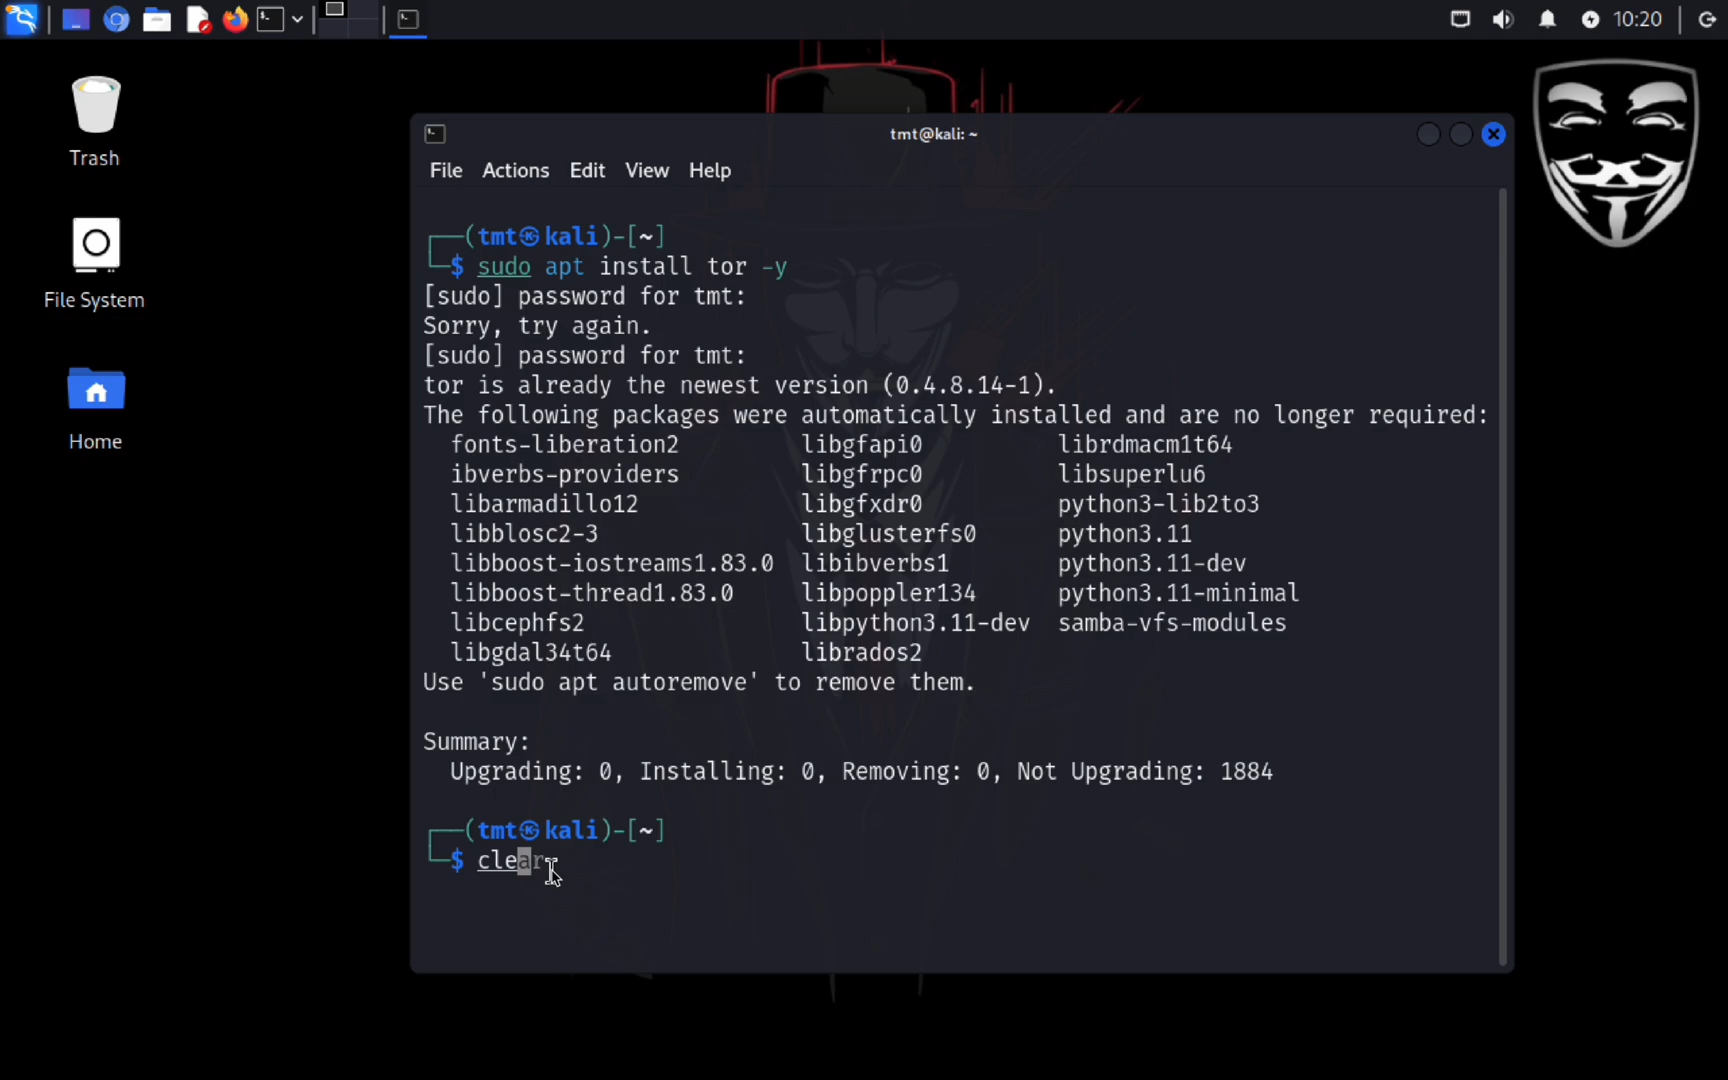 10:20
Trash
File System
Home
tmt@kali: ~
File Actions Edit View Help
┌──(tmt㉿kali)-[~]
└─$ sudo apt install tor -y
[sudo] password for tmt:
Sorry, try again.
[sudo] password for tmt:
tor is already the newest version (0.4.8.14-1).
The following packages were automatically installed and are no longer required:
fonts-liberation2 libgfapi0 librdmacm1t64
ibverbs-providers libgfrpc0 libsuperlu6
libarmadillo12 libgfxdr0 python3-lib2to3
libblosc2-3 libglusterfs0 python3.11
libboost-iostreams1.83.0 libibverbs1 python3.11-dev
libboost-thread1.83.0 libpoppler134 python3.11-minimal
libcephfs2 libpython3.11-dev samba-vfs-modules
libgdal34t64 librados2
Use 'sudo apt autoremove' to remove them.
Summary:
Upgrading: 0, Installing: 0, Removing: 0, Not Upgrading: 1884
┌──(tmt㉿kali)-[~]
└─$ clear